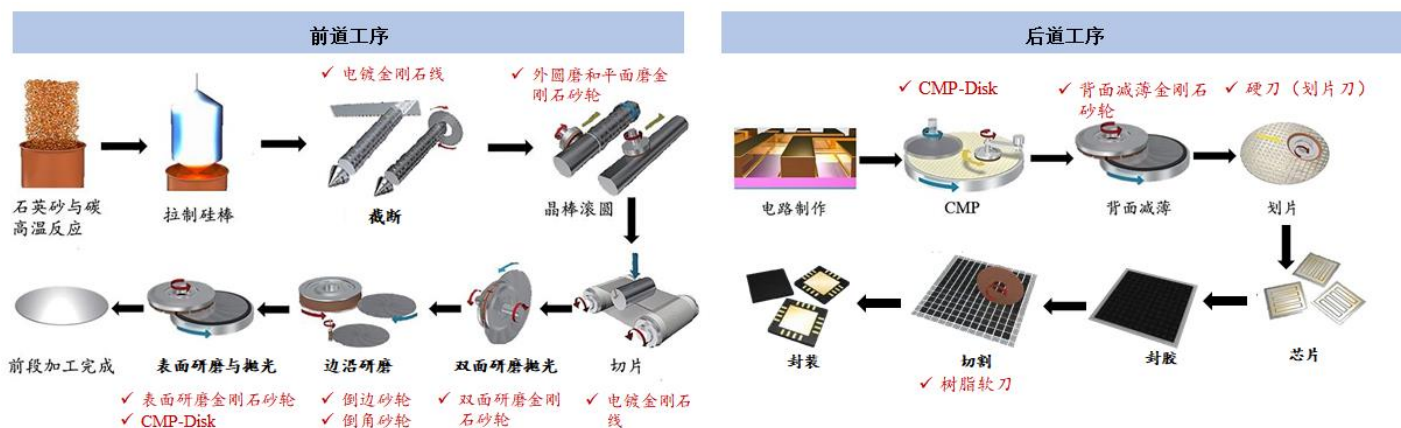 前道工序
✓ 电镀金刚石线
✓ 外圆磨和平面磨金
刚石砂轮
石英砂与碳
高温反应
拉制硅棒
截断
晶棒滚圆
前段加工完成
表面研磨与抛光
边沿研磨
双面研磨抛光
切片
✓ 表面研磨金刚石砂轮
✓ CMP-Disk
✓ 倒边砂轮
✓ 倒角砂轮
✓ 双面研磨金刚
石砂轮
✓ 电镀金刚石
线
后道工序
✓ CMP-Disk
✓ 背面减薄金刚石
砂轮
✓ 硬刀（划片刀）
电路制作
CMP
背面减薄
划片
封装
切割
封胶
芯片
✓ 树脂软刀